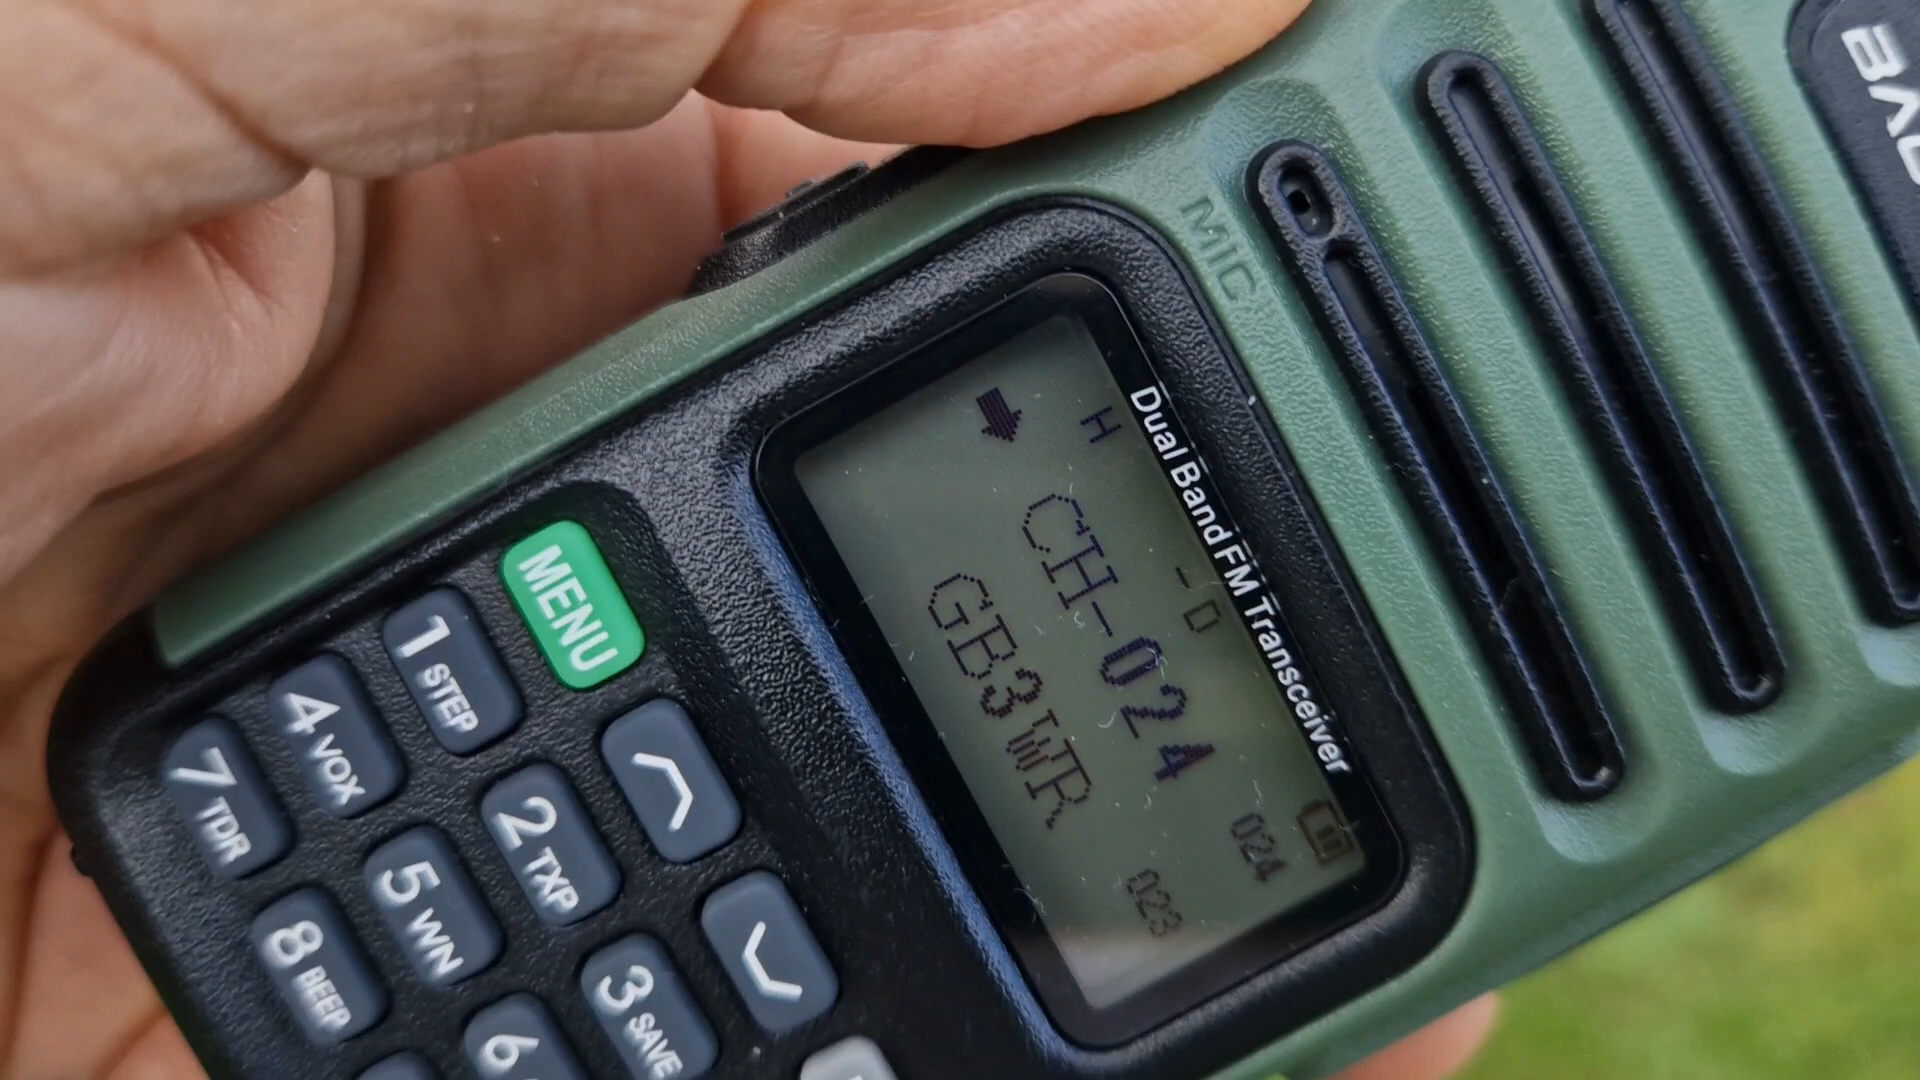 BAO
MIC
Dual Band FM Transceiver
H
- D
CH-024
024
GB3WR
023
MENU
1 STEP
2 TXP
3 SAVE
4 VOX
5 WN
6
7 TDR
8 BEEP